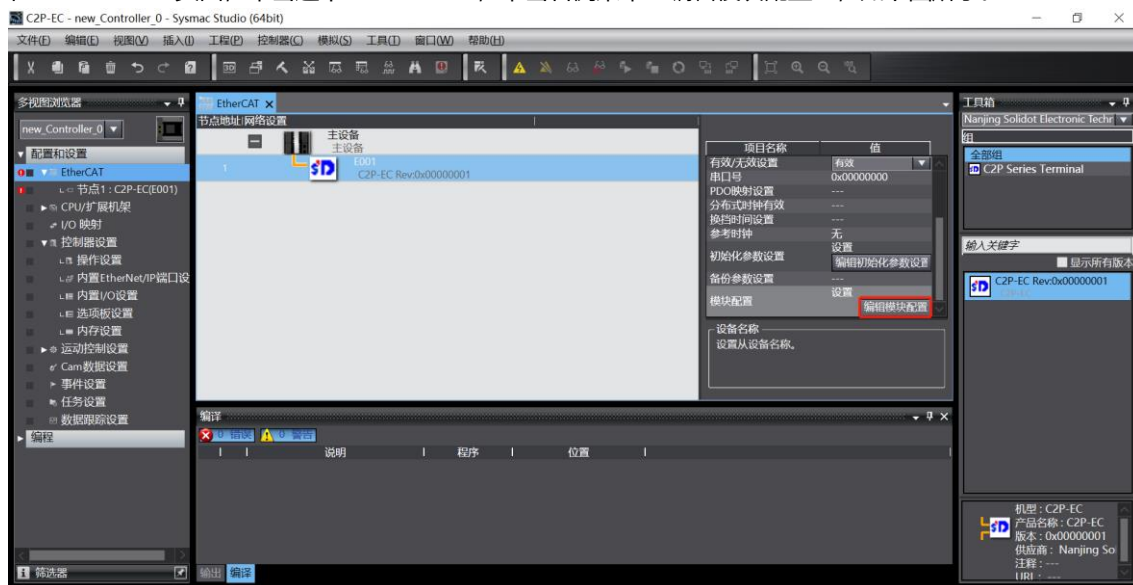 C2P-EC - new_Controller_0 - Sysmac Studio (64bit)
文件(F) 编辑(E) 视图(V) 插入(I) 工程(P) 控制器(C) 模拟(S) 工具(T) 窗口(W) 帮助(H)
多视图浏览器
new_Controller_0
配置和设置
EtherCAT
节点1 : C2P-EC(E001)
CPU/扩展机架
I/O 映射
控制器设置
操作设置
内置EtherNet/IP端口设
内置I/O设置
选项板设置
内存设置
运动控制设置
Cam数据设置
事件设置
任务设置
数据跟踪设置
编程
筛选器
EtherCAT
节点地址 网络设置
主设备
主设备
1
E001
C2P-EC Rev:0x00000001
项目名称 值
有效/无效设置 有效
串口号 0x00000000
PDO映射设置 ---
分布式时钟有效 ---
换挡时间设置 ---
参考时钟 无
初始化参数设置 设置
编辑初始化参数设置
备份参数设置 ---
模块配置 设置
编辑模块配置
设备名称
设置从设备名称。
编译
0 错误 0 警告
说明 程序 位置
输出 编译
工具箱
Nanjing Solidot Electronic Techr
组
全部组
C2P Series Terminal
输入关键字
显示所有版本
C2P-EC Rev:0x00000001
C2P-EC
机型 : C2P-EC
产品名称 : C2P-EC
版本 : 0x00000001
供应商 : Nanjing So
注释 : ---
URL : ---